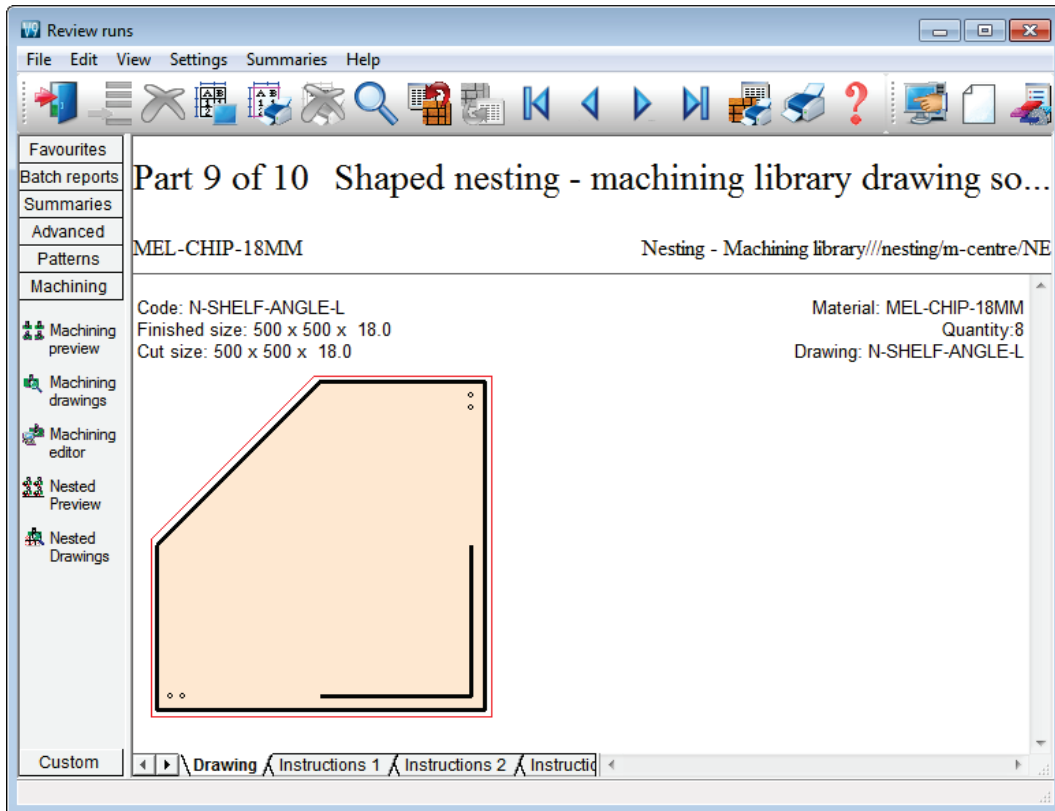 Review runs
File Edit View Settings Summaries Help
Favourites
Batch reports
Summaries
Advanced
Patterns
Machining
Machining
preview
Machining
drawings
Machining
editor
Nested
Preview
Nested
Drawings
Custom
Part 9 of 10 Shaped nesting - machining library drawing so...
MEL-CHIP-18MM Nesting - Machining library///nesting/m-centre/NE
Code: N-SHELF-ANGLE-L Material: MEL-CHIP-18MM
Finished size: 500 x 500 x 18.0 Quantity:8
Cut size: 500 x 500 x 18.0 Drawing: N-SHELF-ANGLE-L
Drawing Instructions 1 Instructions 2 Instructio